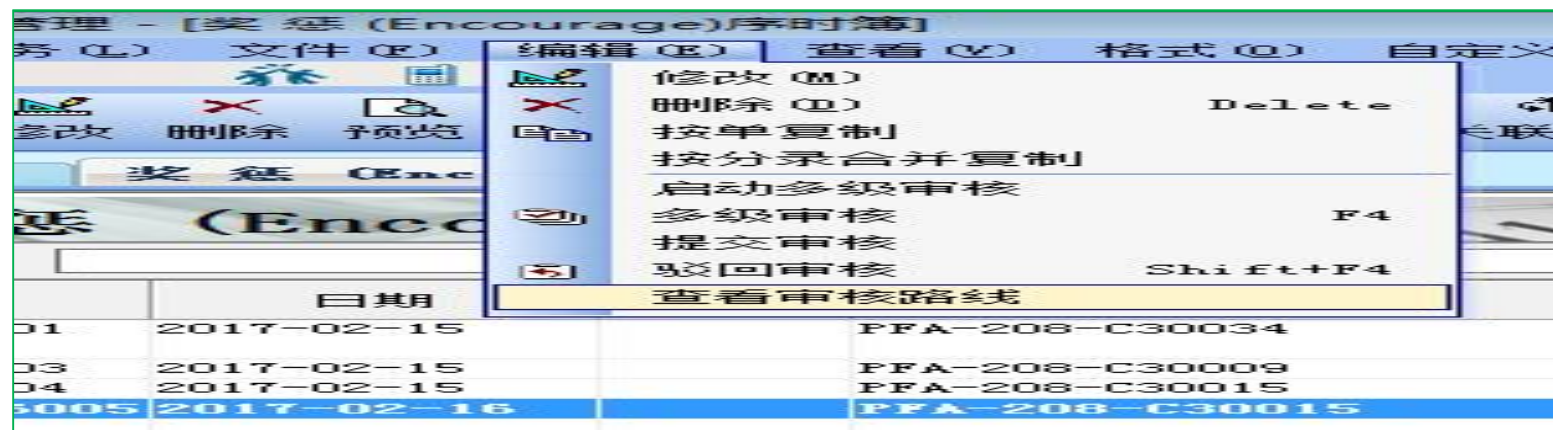 管理 - [奖 惩 (Encourage)序时簿]
务(L) 文件(F) 编辑(E) 查看(V) 格式(O) 自定义
修改(M)
删除(D) Delete
修改 删除 预览 按单复制 联
按分录合并复制
奖 惩 (Enc
启动多级审核
惩 (Enco 多级审核 F4
提交审核
驳回审核 Shift+F4
日期 查看审核路线
01 2017-02-15 PFA-208-C30034
03 2017-02-15 PFA-208-C30009
04 2017-02-15 PFA-208-C30015
5005 2017-02-16 PFA-208-C30015